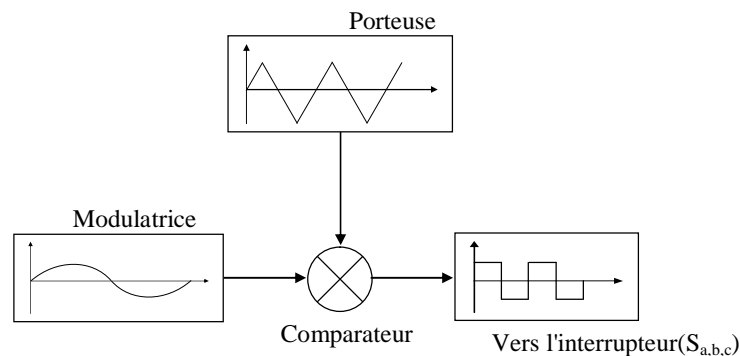 Porteuse
Modulatrice
Comparateur
Vers l'interrupteur(Sa,b,c)